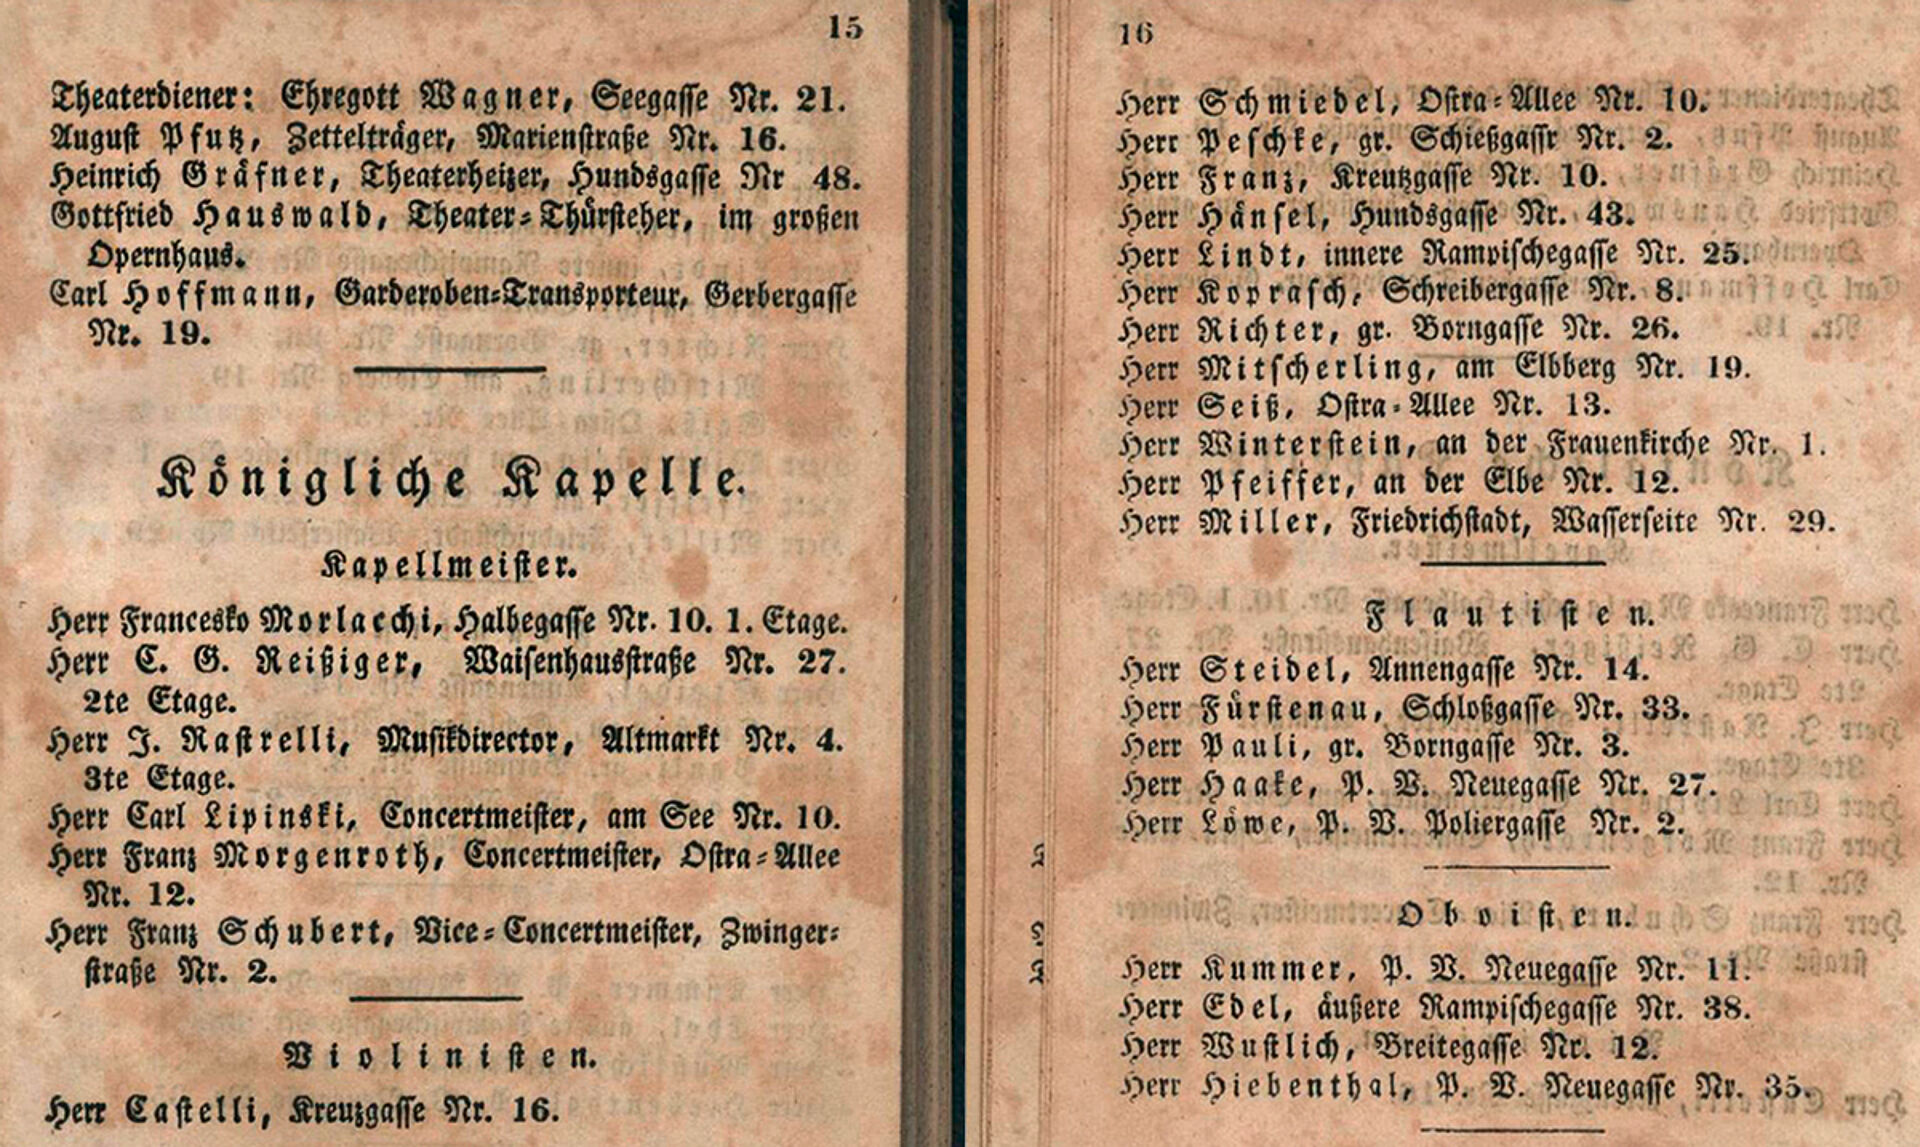 15
Theaterdiener: Ehregott Wagner, Seegasse Nr. 21.
August Pfutz, Zettelträger, Marienstraße Nr. 16.
Heinrich Gräfner, Theaterheizer, Hundsgasse Nr 48.
Gottfried Hauswald, Theater-Thürsteher, im großen
Opernhaus.
Carl Hoffmann, Garderoben-Transporteur, Gerbergasse
Nr. 19.
Königliche Kapelle.
Kapellmeister.
Herr Francesko Morlacchi, Halbegasse Nr. 10. 1. Etage.
Herr C. G. Reißiger, Waisenhausstraße Nr. 27.
2te Etage.
Herr J. Rastrelli, Musikdirector, Altmarkt Nr. 4.
3te Etage.
Herr Carl Lipinski, Concertmeister, am See Nr. 10.
Herr Franz Morgenroth, Concertmeister, Ostra-Allee
Nr. 12.
Herr Franz Schubert, Vice-Concertmeister, Zwinger-
straße Nr. 2.
Violinisten.
Herr Castelli, Kreuzgasse Nr. 16.
16
Herr Schmiedel, Ostra-Allee Nr. 10.
Herr Peschke, gr. Schießgassr Nr. 2.
Herr Franz, Kreutzgasse Nr. 10.
Herr Hänsel, Hundsgasse Nr. 43.
Herr Lindt, innere Rampischegasse Nr. 25.
Herr Koprasch, Schreibergasse Nr. 8.
Herr Richter, gr. Borngasse Nr. 26.
Herr Mitscherling, am Elbberg Nr. 19.
Herr Seiß, Ostra-Allee Nr. 13.
Herr Winterstein, an der Frauenkirche Nr. 1.
Herr Pfeiffer, an der Elbe Nr. 12.
Herr Miller, Friedrichstadt, Wasserseite Nr. 29.
Flautisten.
Herr Steidel, Annengasse Nr. 14.
Herr Fürstenau, Schloßgasse Nr. 33.
Herr Pauli, gr. Borngasse Nr. 3.
Herr Haake, P. V. Neuegasse Nr. 27.
Herr Löwe, P. V. Poliergasse Nr. 2.
Oboisten.
Herr Kummer, P. V. Neuegasse Nr. 11.
Herr Edel, äußere Rampischegasse Nr. 38.
Herr Wustlich, Breitegasse Nr. 12.
Herr Hiebenthal, P. V. Neuegasse Nr. 35.